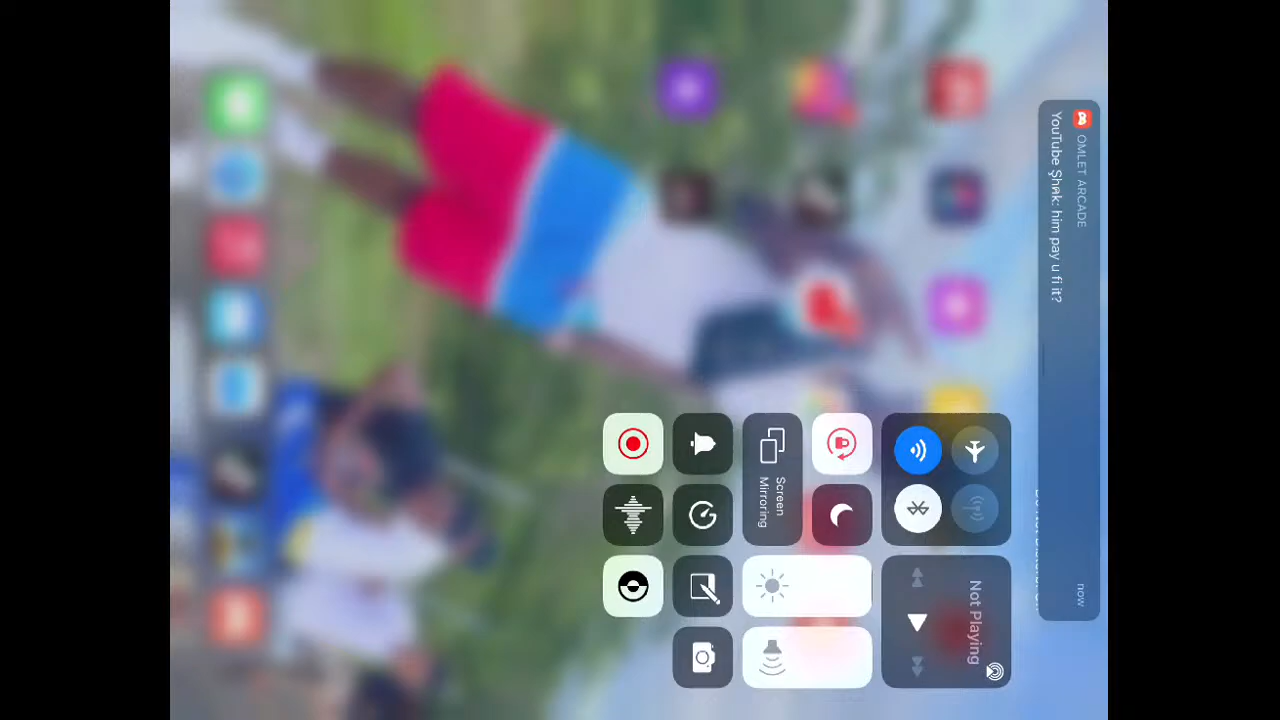 OMLET ARCADE
now
YouTube Shak: him pay u fi it?
Not Playing
Screen
Mirroring